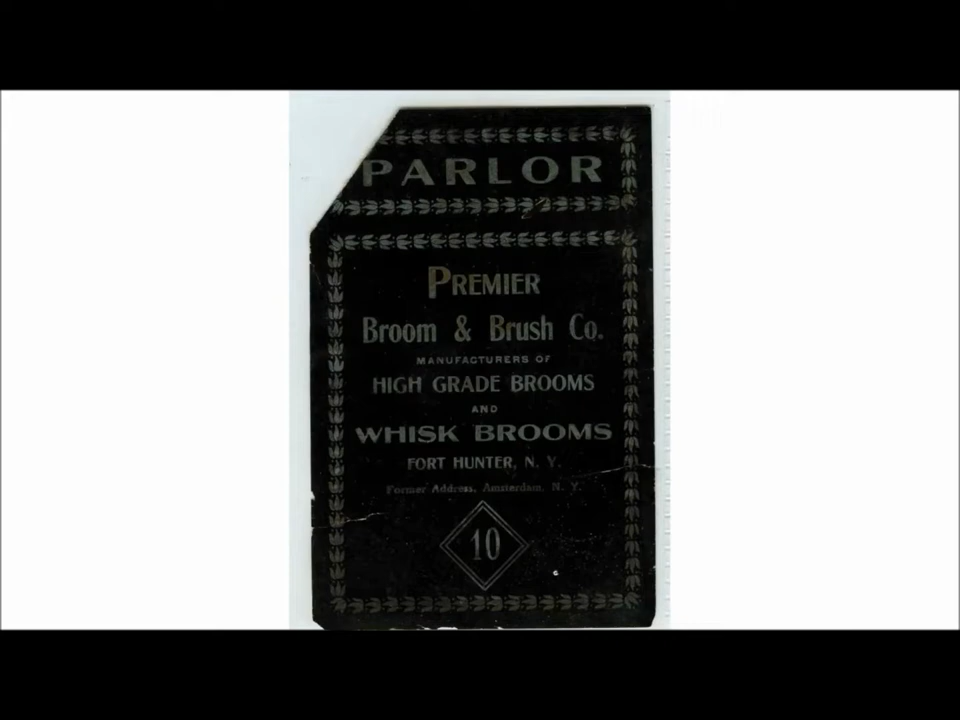 PARLOR
PREMIER
Broom & Brush Co.
MANUFACTURERS OF
HIGH GRADE BROOMS
AND
WHISK BROOMS
FORT HUNTER, N. Y.
Former Address, Amsterdam, N. Y.
10